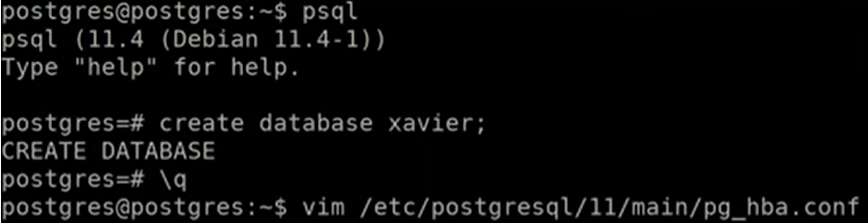 postgres@postgres:~$ psql
psql (11.4 (Debian 11.4-1))
Type "help" for help.
postgres=# create database xavier;
CREATE DATABASE
postgres=# \q
postgres@postgres:~$ vim /etc/postgresql/11/main/pg_hba.conf